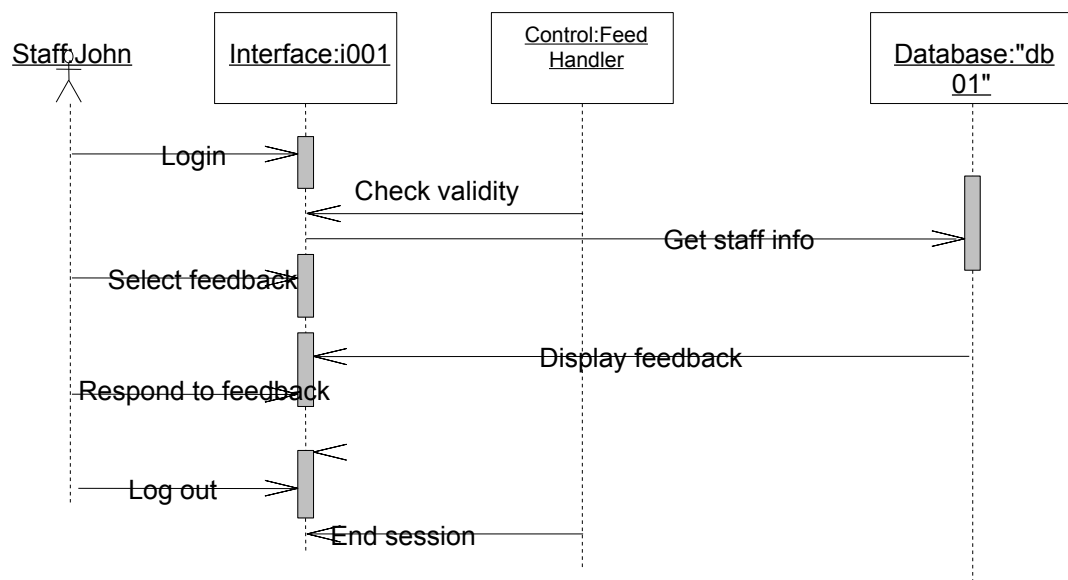 Staff:John
Interface:i001
Control:Feed
Handler
Database:"db
01"
Login
Check validity
Get staff info
Select feedback
Display feedback
Respond to feedback
Log out
End session